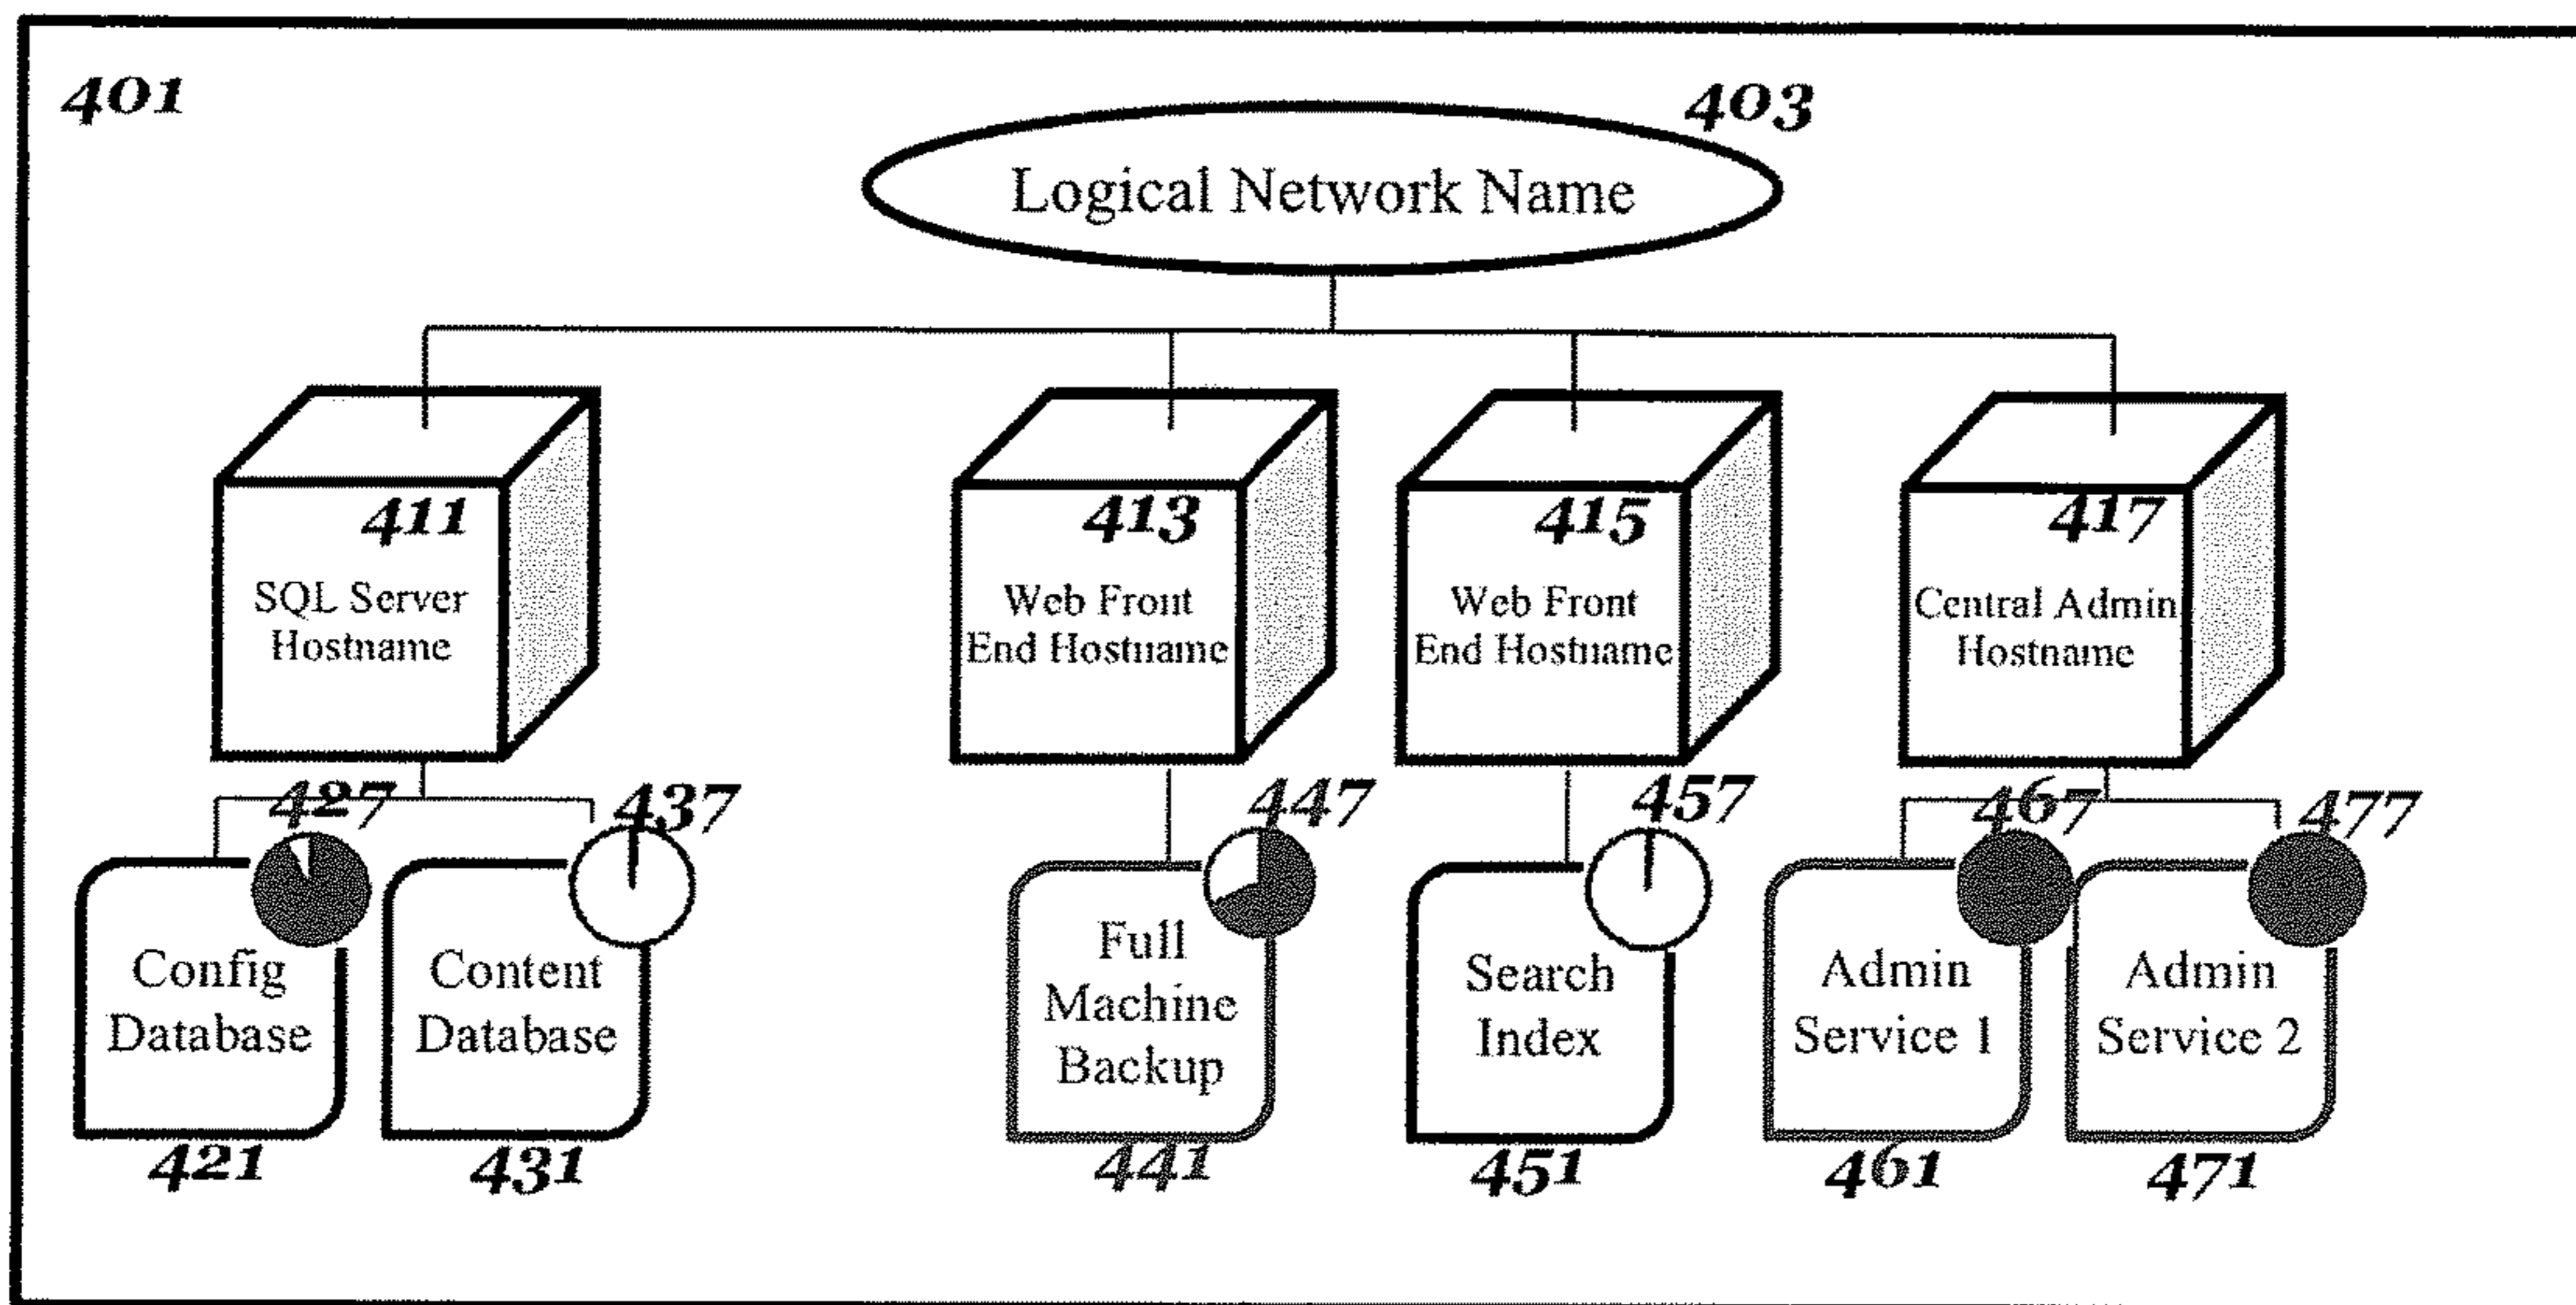 401
403
Logical Network Name
411
SQL Server
Hostname
413
Web Front
End Hostname
415
Web Front
End Hostname
417
Central Admin
Hostname
427
Config
Database
421
437
Content
Database
431
447
Full
Machine
Backup
441
457
Search
Index
451
467
Admin
Service 1
461
477
Admin
Service 2
471